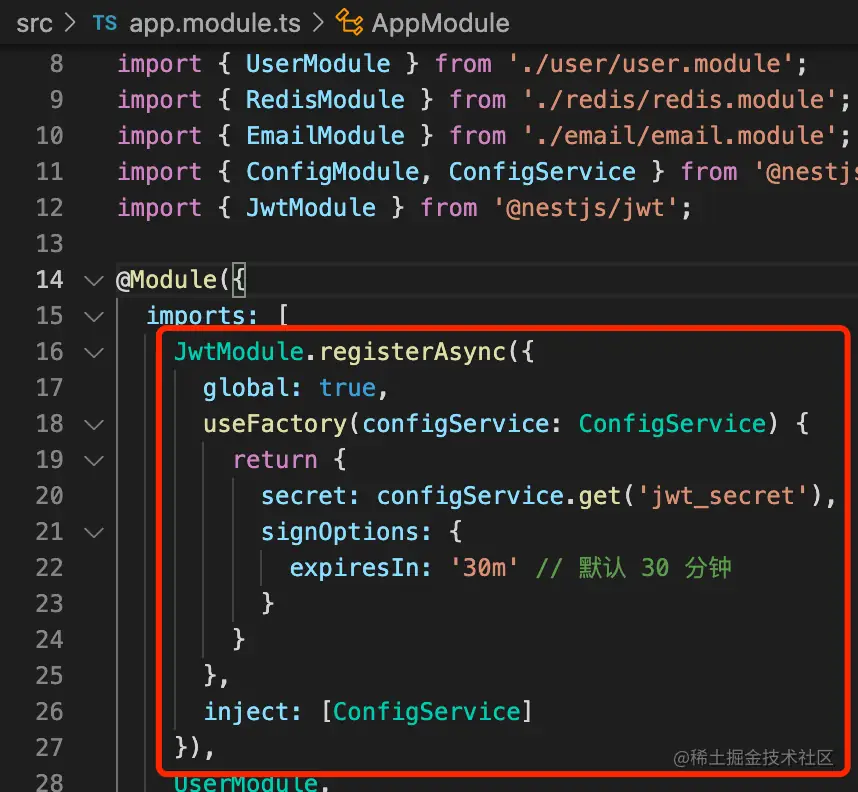 src > TS app.module.ts > AppModule
8 import { UserModule } from './user/user.module';
9 import { RedisModule } from './redis/redis.module';
10 import { EmailModule } from './email/email.module';
11 import { ConfigModule, ConfigService } from '@nestjs
12 import { JwtModule } from '@nestjs/jwt';
13
14 @Module({
15 imports: [
16 JwtModule.registerAsync({
17 global: true,
18 useFactory(configService: ConfigService) {
19 return {
20 secret: configService.get('jwt_secret'),
21 signOptions: {
22 expiresIn: '30m' // 默认 30 分钟
23 }
24 }
25 },
26 inject: [ConfigService]
27 }),
28 UserModule,
@稀土掘金技术社区